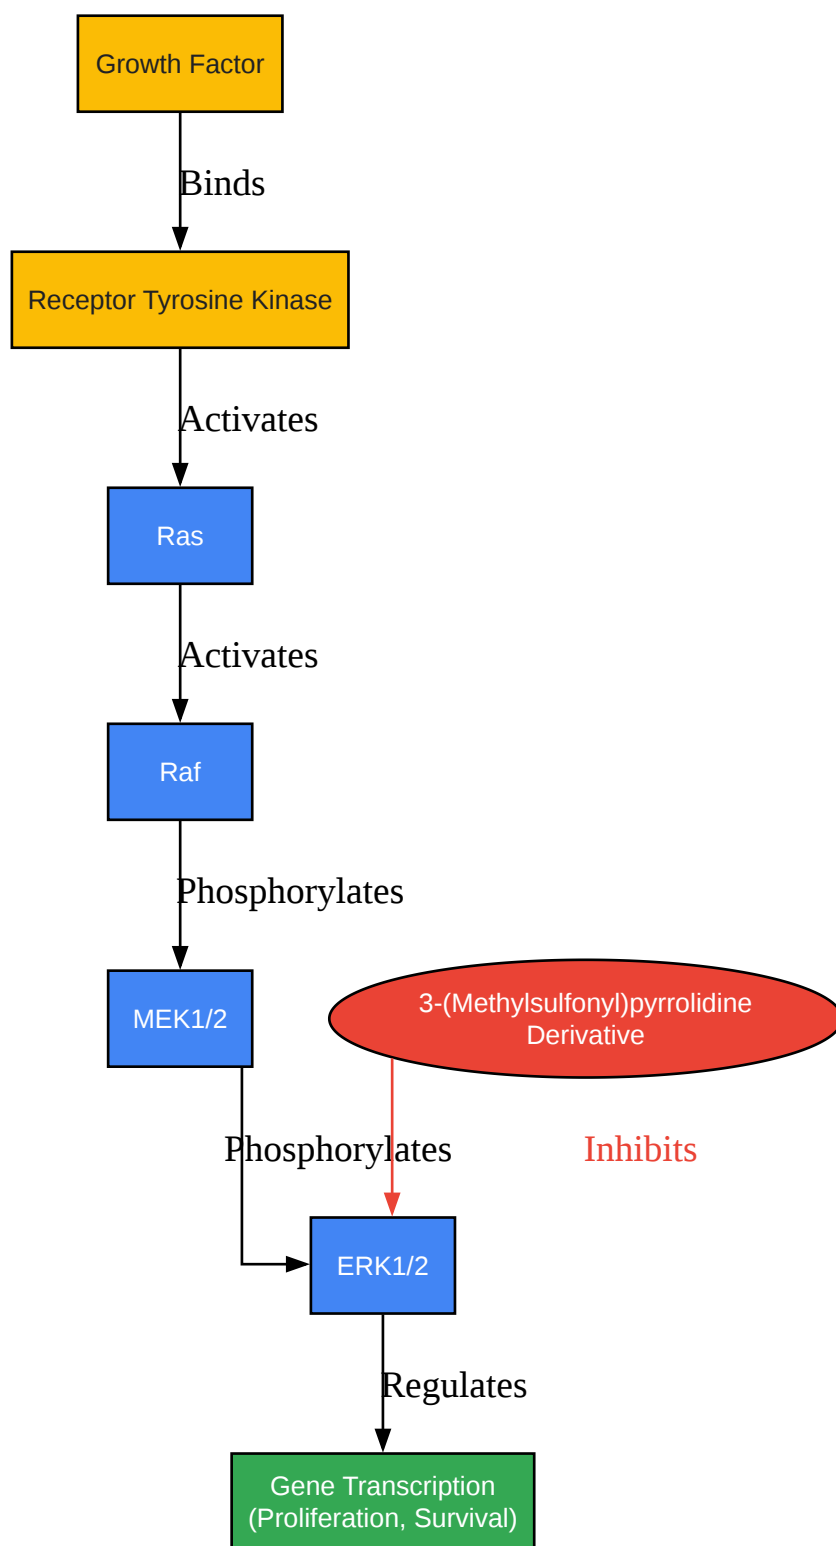 Growth Factor
Binds
Receptor Tyrosine Kinase
Activates
Ras
Activates
Raf
Phosphorylates
MEK1/2
3-(Methylsulfonyl)pyrrolidine
Derivative
Phosphorylates
Inhibits
ERK1/2
Regulates
Gene Transcription
(Proliferation, Survival)